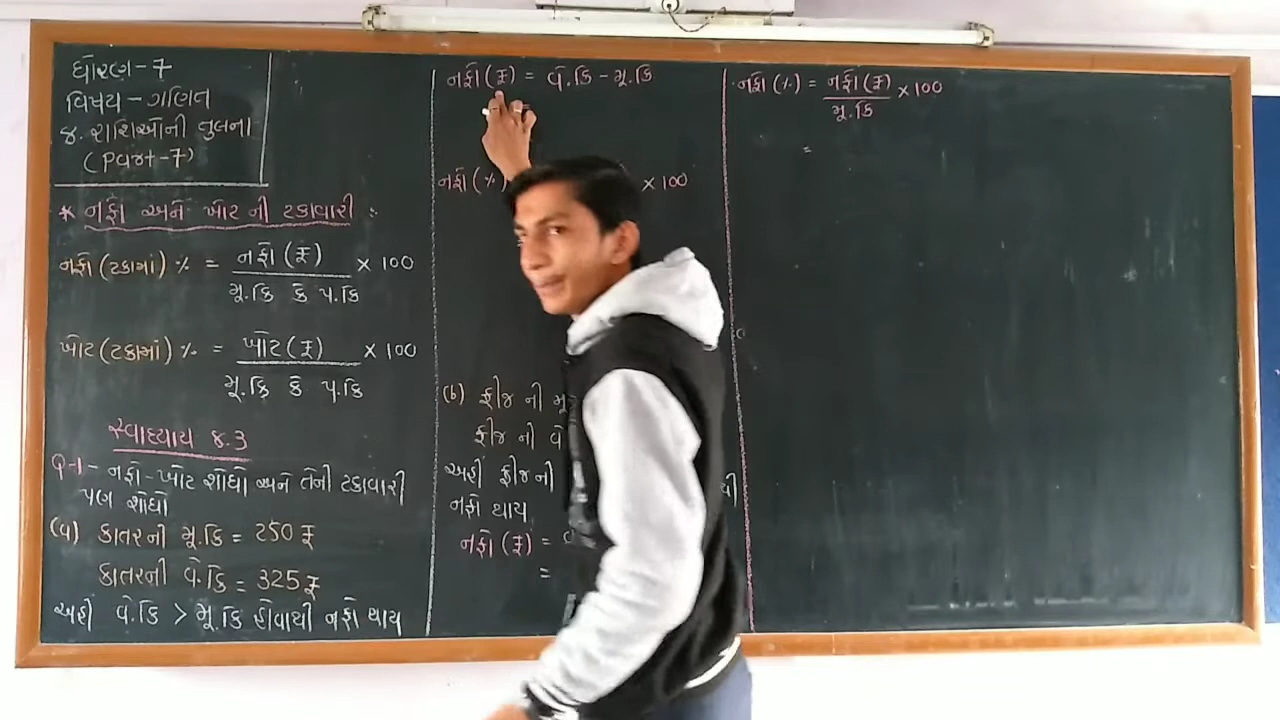 ધોરણ-7
વિષય - ગણિત
૪. રાશિઓની તુલના
(Part-7)
* નફા અને ખોટ ની ટકાવારી :-
નફો (ટકામાં) % = નફો (₹) / મૂ.કિ કે પ.કિ × 100
ખોટ (ટકામાં) % = ખોટ (₹) / મૂ.કિ કે પ.કિ × 100
સ્વાધ્યાય ૪.3
Q-1 - નફો-ખોટ શોધો અને તેની ટકાવારી
પણ શોધો
(a) કાતરની મૂ.કિ = 250 ₹
કાતરની વે.કિ = 325 ₹
અહીં વે.કિ > મૂ.કિ હોવાથી નફો થાય
નફો (₹) = વે.કિ - મૂ.કિ
નફો (%) × 100
(b) ફ્રીજ ની મૂ
ફ્રીજ ની વે
અહીં ફ્રીજ ની થી
નફો થાય
નફો (₹) =
=
નફો (%) = નફો (₹) / મૂ.કિ × 100
=